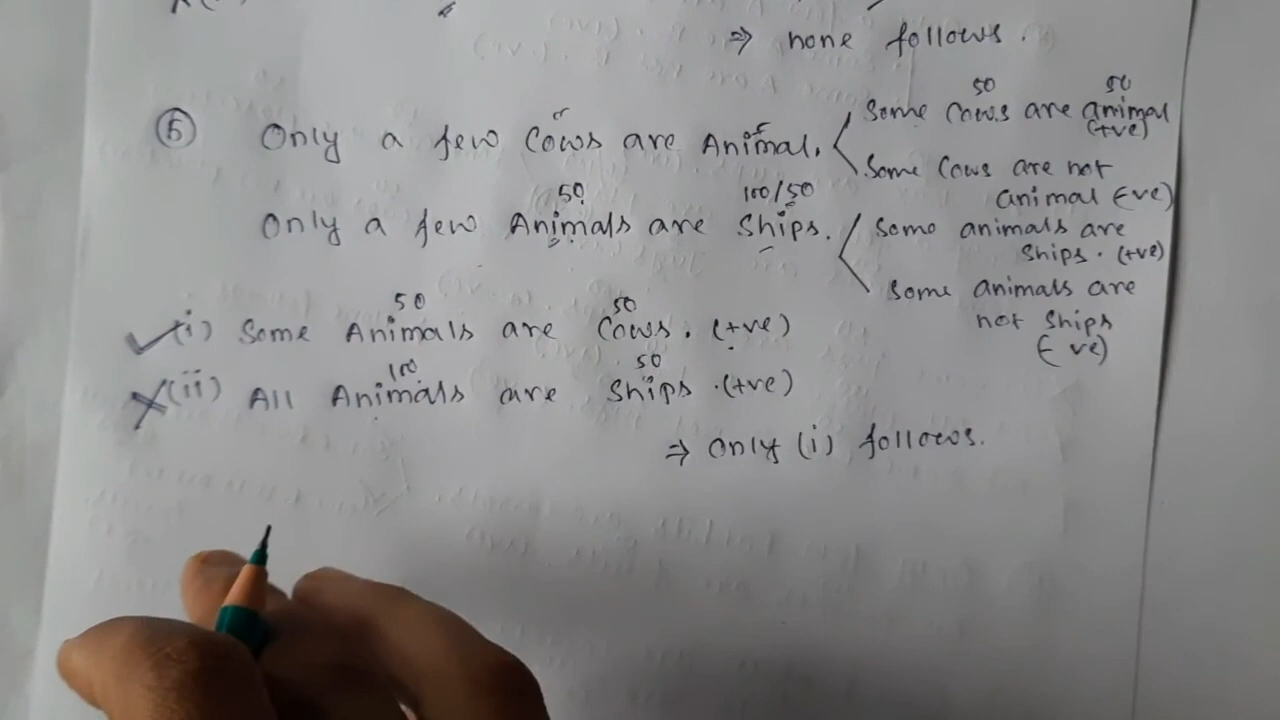 ⇒ none follows.
⑥ Only a few Cows are Animal.
50 50
Some Cows are animal
(+ve)
Some Cows are not
animal (-ve)
50 100/50
Only a few Animals are Ships.
Some animals are
Ships. (+ve)
Some animals are
not Ships
(-ve)
50 50
(i) Some Animals are Cows. (+ve)
100 50
(ii) All Animals are Ships. (+ve)
⇒ Only (i) follows.